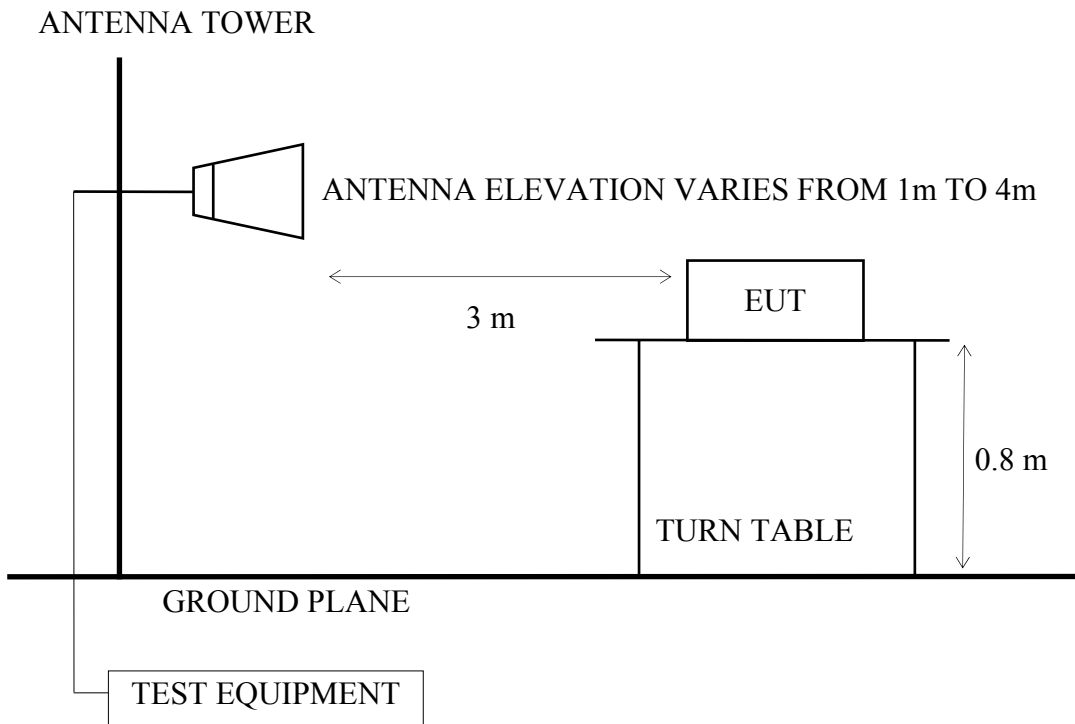 ANTENNA TOWER
ANTENNA ELEVATION VARIES FROM 1m TO 4m
EUT
3 m
0.8 m
TURN TABLE
GROUND PLANE
TEST EQUIPMENT